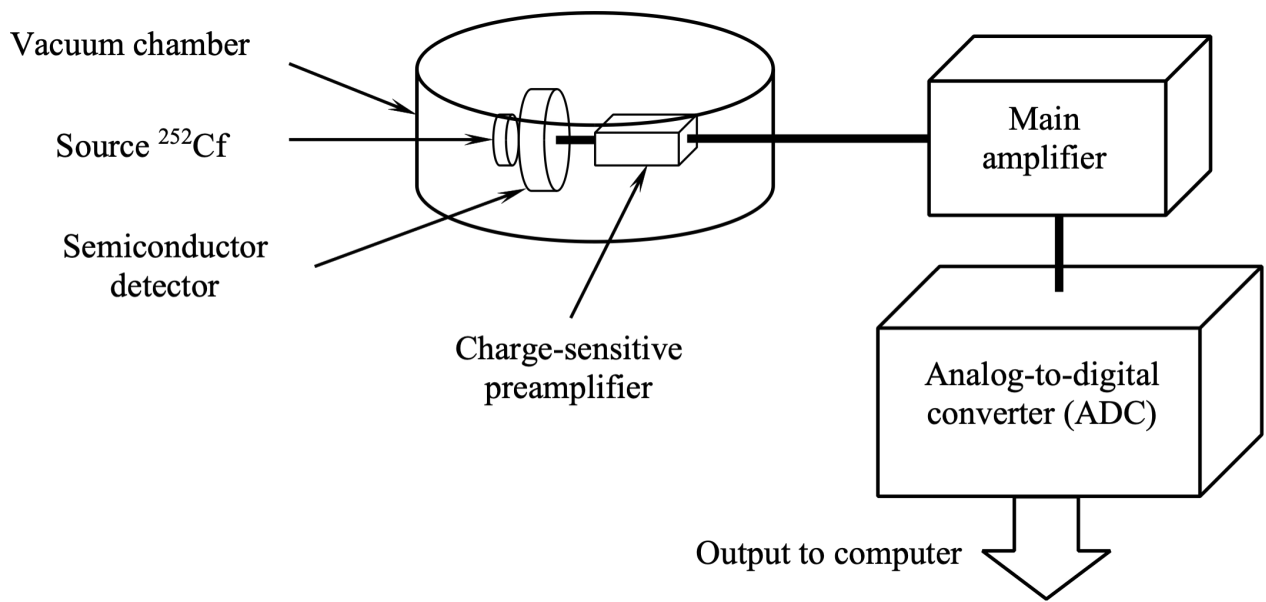 Vacuum chamber
Source ²⁵²Cf
Semiconductor
detector
Charge-sensitive
preamplifier
Main
amplifier
Analog-to-digital
converter (ADC)
Output to computer